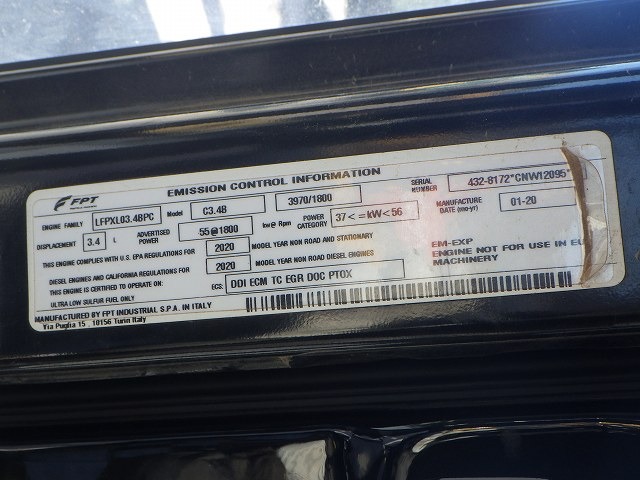 FPT
EMISSION CONTROL INFORMATION
ENGINE FAMILY LFPXL03.4BPC Model C3.4B 3970/1800 SERIAL NUMBER 432-8172*CNW12095*
DISPLACEMENT 3.4 L ADVERTISED POWER 55@1800 kw@Rpm POWER CATEGORY 37<=kW<56 MANUFACTURE DATE (mo-yr) 01-20
THIS ENGINE COMPLIES WITH U.S. EPA REGULATIONS FOR 2020 MODEL YEAR NON ROAD AND STATIONARY
DIESEL ENGINES AND CALIFORNIA REGULATIONS FOR 2020 MODEL YEAR NON ROAD DIESEL ENGINES
EM-EXP
ENGINE NOT FOR USE IN EU
MACHINERY
THIS ENGINE IS CERTIFIED TO OPERATE ON:
ULTRA LOW SULFUR FUEL ONLY
ECS: DDI ECM TC EGR DOC PTOX
MANUFACTURED BY FPT INDUSTRIAL S.P.A. IN ITALY
Via Puglia 15 . 10156 Turin Italy